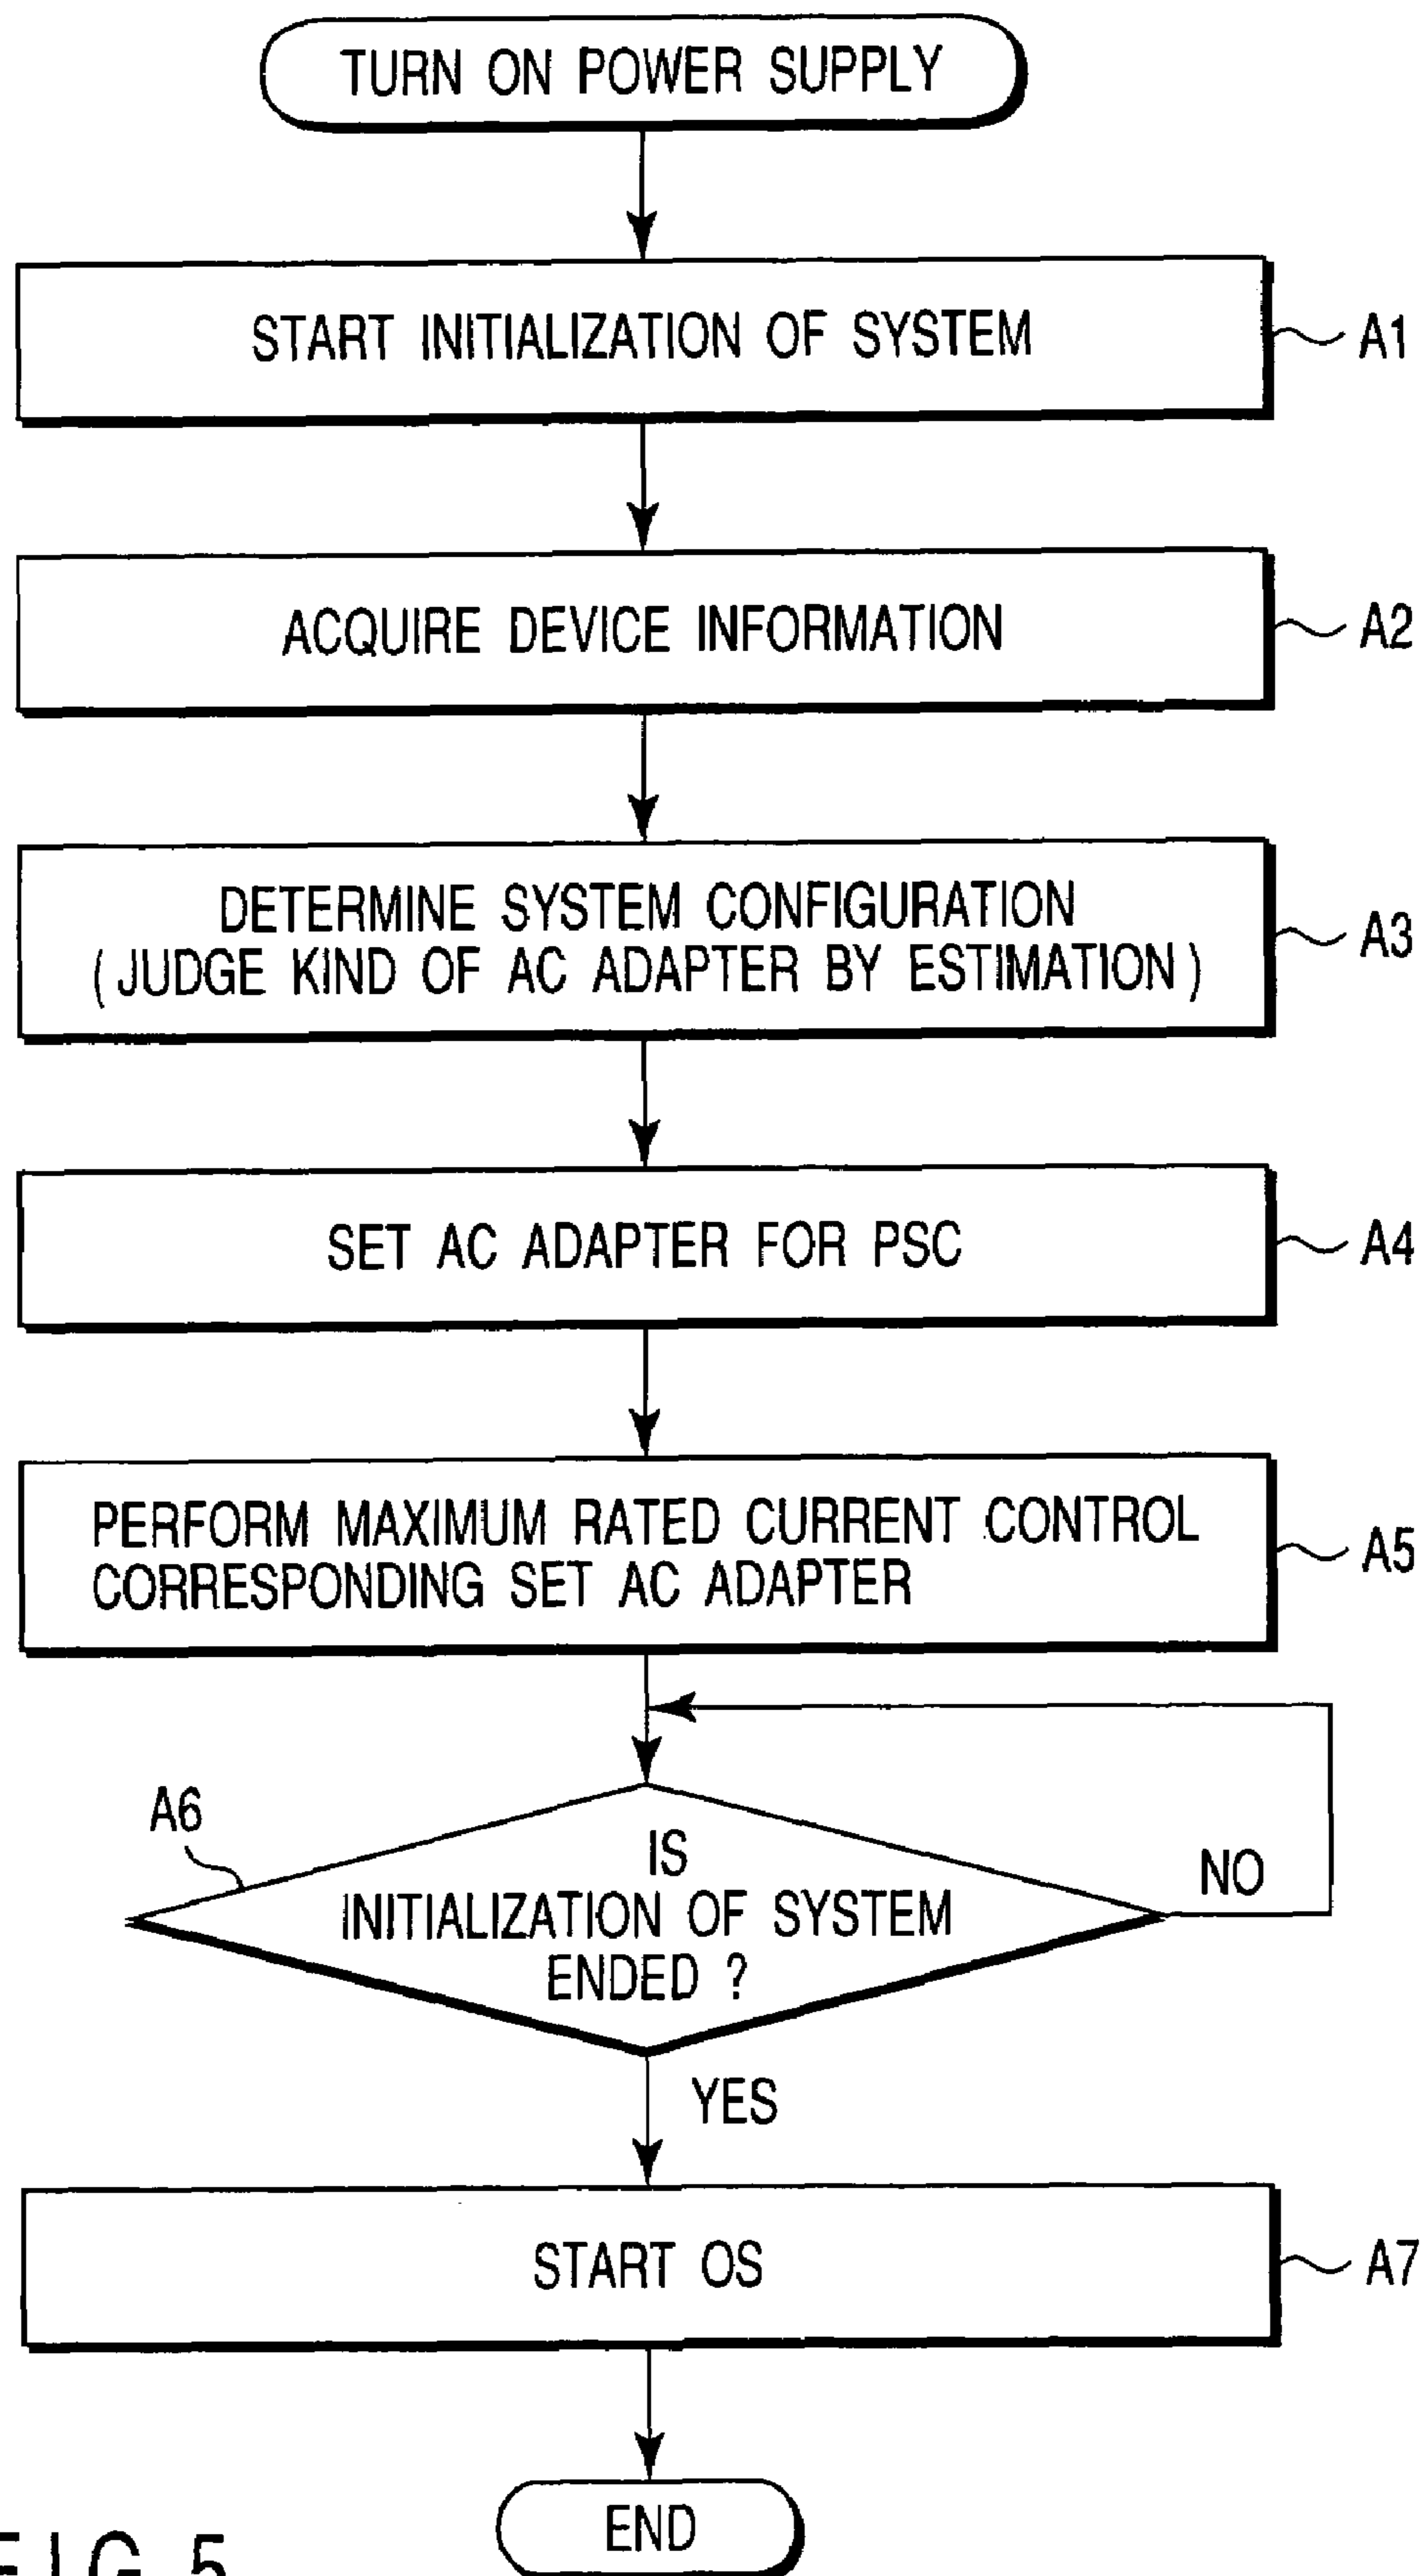 TURN ON POWER SUPPLY
START INITIALIZATION OF SYSTEM
A1
ACQUIRE DEVICE INFORMATION
A2
DETERMINE SYSTEM CONFIGURATION
(JUDGE KIND OF AC ADAPTER BY ESTIMATION)
A3
SET AC ADAPTER FOR PSC
A4
PERFORM MAXIMUM RATED CURRENT CONTROL
CORRESPONDING SET AC ADAPTER
A5
A6
IS
INITIALIZATION OF SYSTEM
ENDED ?
NO
YES
START OS
A7
END
FIG. 5